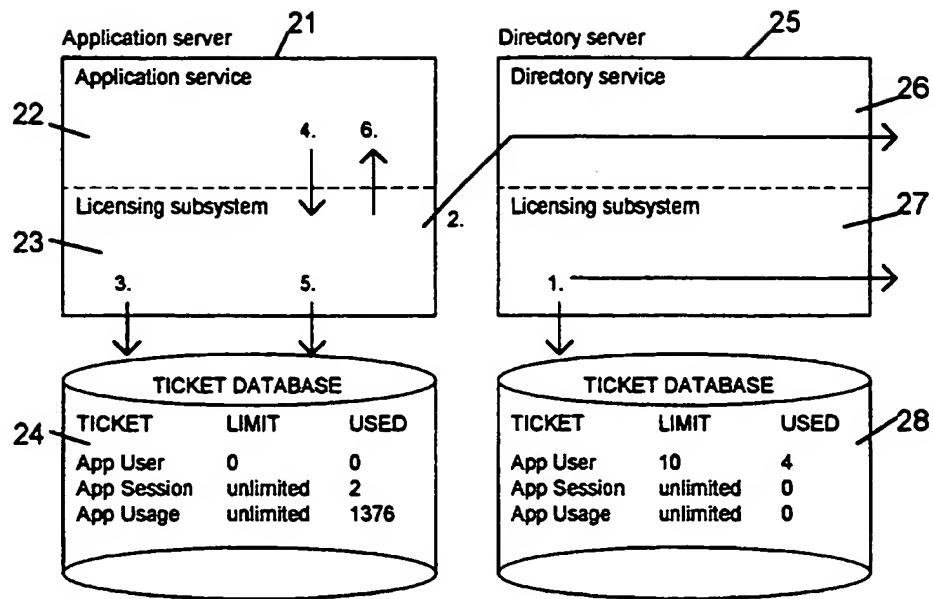 21
Application server
Application service
22
4.
6.
Licensing subsystem
23
2.
3.
5.
25
Directory server
Directory service
26
Licensing subsystem
27
1.
TICKET DATABASE
24
TICKET LIMIT USED
App User 0 0
App Session unlimited 2
App Usage unlimited 1376
TICKET DATABASE
28
TICKET LIMIT USED
App User 10 4
App Session unlimited 0
App Usage unlimited 0